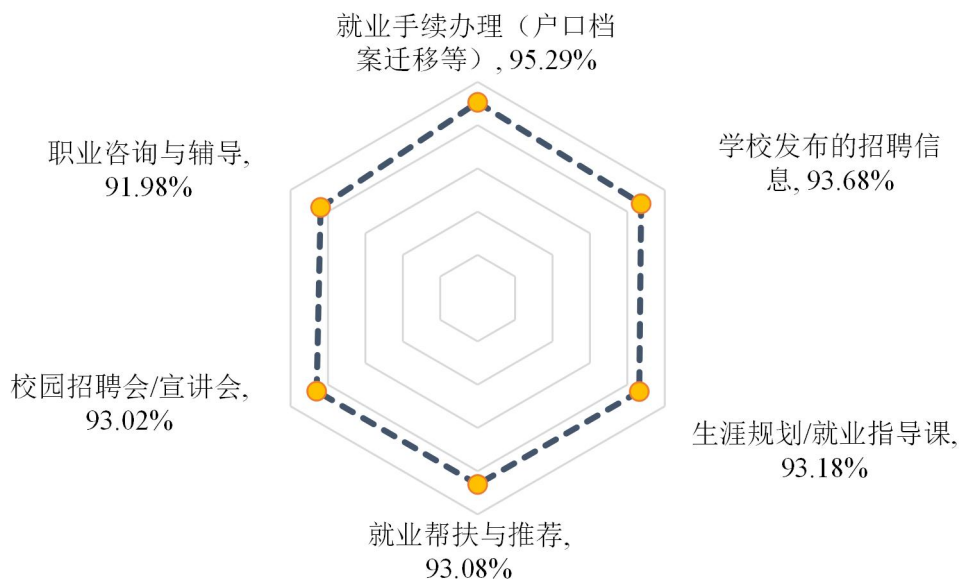 就业手续办理（户口档
案迁移等）, 95.29%
学校发布的招聘信
息, 93.68%
生涯规划/就业指导课,
93.18%
就业帮扶与推荐,
93.08%
校园招聘会/宣讲会,
93.02%
职业咨询与辅导,
91.98%